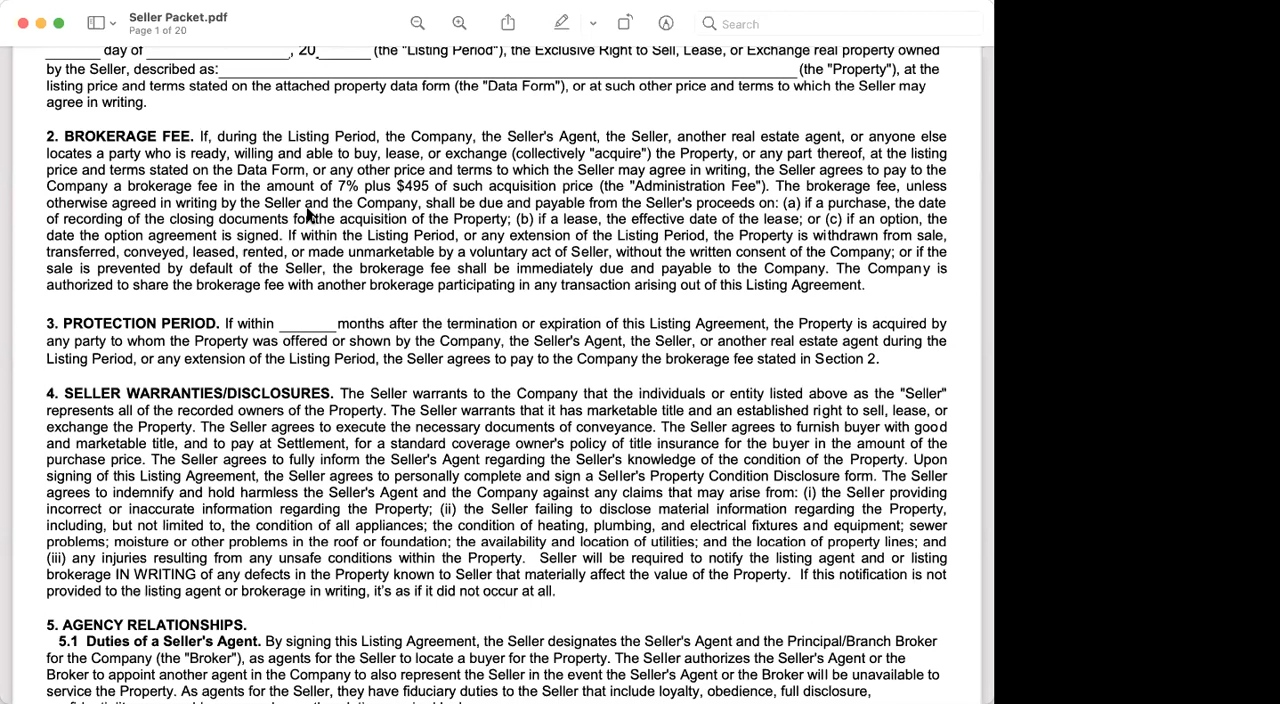 Seller Packet.pdf
Page 1 of 20
Search
_______ day of __________________, 20_______ (the "Listing Period"), the Exclusive Right to Sell, Lease, or Exchange real property owned
by the Seller, described as:________________________________________________________________________ (the "Property"), at the
listing price and terms stated on the attached property data form (the "Data Form"), or at such other price and terms to which the Seller may
agree in writing.
2. BROKERAGE FEE. If, during the Listing Period, the Company, the Seller's Agent, the Seller, another real estate agent, or anyone else
locates a party who is ready, willing and able to buy, lease, or exchange (collectively "acquire") the Property, or any part thereof, at the listing
price and terms stated on the Data Form, or any other price and terms to which the Seller may agree in writing, the Seller agrees to pay to the
Company a brokerage fee in the amount of 7% plus $495 of such acquisition price (the "Administration Fee"). The brokerage fee, unless
otherwise agreed in writing by the Seller and the Company, shall be due and payable from the Seller's proceeds on: (a) if a purchase, the date
of recording of the closing documents for the acquisition of the Property; (b) if a lease, the effective date of the lease; or (c) if an option, the
date the option agreement is signed. If within the Listing Period, or any extension of the Listing Period, the Property is withdrawn from sale,
transferred, conveyed, leased, rented, or made unmarketable by a voluntary act of Seller, without the written consent of the Company; or if the
sale is prevented by default of the Seller, the brokerage fee shall be immediately due and payable to the Company. The Company is
authorized to share the brokerage fee with another brokerage participating in any transaction arising out of this Listing Agreement.
3. PROTECTION PERIOD. If within _______months after the termination or expiration of this Listing Agreement, the Property is acquired by
any party to whom the Property was offered or shown by the Company, the Seller's Agent, the Seller, or another real estate agent during the
Listing Period, or any extension of the Listing Period, the Seller agrees to pay to the Company the brokerage fee stated in Section 2.
4. SELLER WARRANTIES/DISCLOSURES. The Seller warrants to the Company that the individuals or entity listed above as the "Seller"
represents all of the recorded owners of the Property. The Seller warrants that it has marketable title and an established right to sell, lease, or
exchange the Property. The Seller agrees to execute the necessary documents of conveyance. The Seller agrees to furnish buyer with good
and marketable title, and to pay at Settlement, for a standard coverage owner's policy of title insurance for the buyer in the amount of the
purchase price. The Seller agrees to fully inform the Seller's Agent regarding the Seller's knowledge of the condition of the Property. Upon
signing of this Listing Agreement, the Seller agrees to personally complete and sign a Seller's Property Condition Disclosure form. The Seller
agrees to indemnify and hold harmless the Seller's Agent and the Company against any claims that may arise from: (i) the Seller providing
incorrect or inaccurate information regarding the Property; (ii) the Seller failing to disclose material information regarding the Property,
including, but not limited to, the condition of all appliances; the condition of heating, plumbing, and electrical fixtures and equipment; sewer
problems; moisture or other problems in the roof or foundation; the availability and location of utilities; and the location of property lines; and
(iii) any injuries resulting from any unsafe conditions within the Property. Seller will be required to notify the listing agent and or listing
brokerage IN WRITING of any defects in the Property known to Seller that materially affect the value of the Property. If this notification is not
provided to the listing agent or brokerage in writing, it's as if it did not occur at all.
5. AGENCY RELATIONSHIPS.
5.1 Duties of a Seller's Agent. By signing this Listing Agreement, the Seller designates the Seller's Agent and the Principal/Branch Broker
for the Company (the "Broker"), as agents for the Seller to locate a buyer for the Property. The Seller authorizes the Seller's Agent or the
Broker to appoint another agent in the Company to also represent the Seller in the event the Seller's Agent or the Broker will be unavailable to
service the Property. As agents for the Seller, they have fiduciary duties to the Seller that include loyalty, obedience, full disclosure,